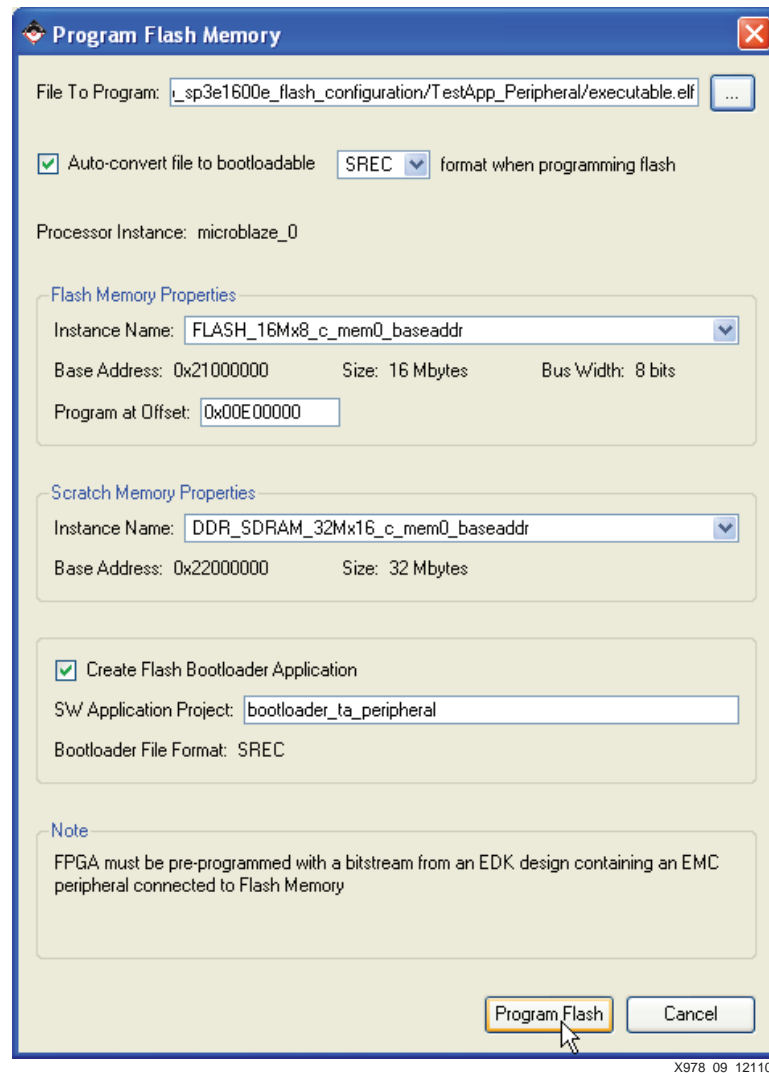 Program Flash Memory
File To Program: _sp3e1600e_flash_configuration/TestApp_Peripheral/executable.elf ...
Auto-convert file to bootloadable SREC format when programming flash
Processor Instance: microblaze_0
Flash Memory Properties
Instance Name: FLASH_16Mx8_c_mem0_baseaddr
Base Address: 0x21000000 Size: 16 Mbytes Bus Width: 8 bits
Program at Offset: 0x00E00000
Scratch Memory Properties
Instance Name: DDR_SDRAM_32Mx16_c_mem0_baseaddr
Base Address: 0x22000000 Size: 32 Mbytes
Create Flash Bootloader Application
SW Application Project: bootloader_ta_peripheral
Bootloader File Format: SREC
Note
FPGA must be pre-programmed with a bitstream from an EDK design containing an EMC
peripheral connected to Flash Memory
Program Flash Cancel
X978_09_12110